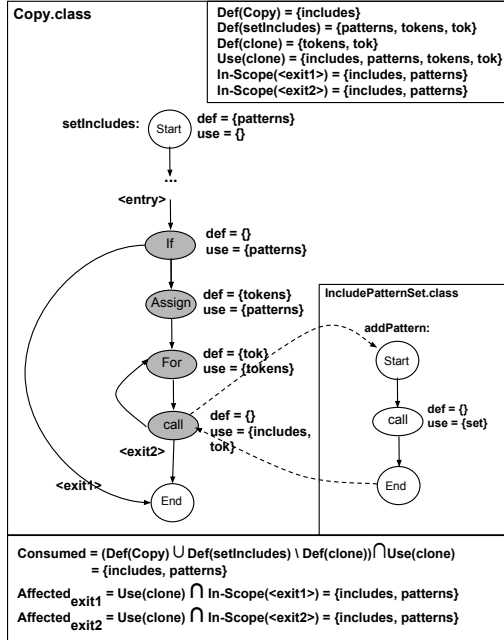 Copy.class
Def(Copy) = {includes}
Def(setIncludes) = {patterns, tokens, tok}
Def(clone) = {tokens, tok}
Use(clone) = {includes, patterns, tokens, tok}
In-Scope(<exit1>) = {includes, patterns}
In-Scope(<exit2>) = {includes, patterns}
setIncludes:
Start
def = {patterns}
use = {}
...
<entry>
If
def = {}
use = {patterns}
Assign
def = {tokens}
use = {patterns}
For
def = {tok}
use = {tokens}
call
def = {}
use = {includes,
tok}
<exit2>
<exit1>
End
IncludePatternSet.class
addPattern:
Start
call
def = {}
use = {set}
End
Consumed = (Def(Copy) ∪ Def(setIncludes) \ Def(clone)) ∩ Use(clone)
= {includes, patterns}
Affected exit1 = Use(clone) ∩ In-Scope(<exit1>) = {includes, patterns}
Affected exit2 = Use(clone) ∩ In-Scope(<exit2>) = {includes, patterns}